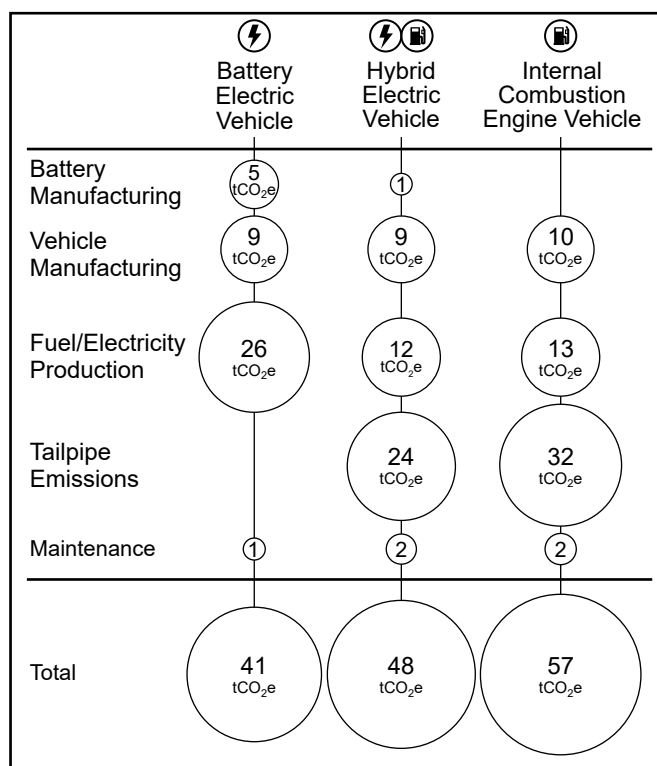 Battery
Electric
Vehicle
Hybrid
Electric
Vehicle
Internal
Combustion
Engine Vehicle
Battery
Manufacturing
5
tCO₂e
1
Vehicle
Manufacturing
9
tCO₂e
9
tCO₂e
10
tCO₂e
Fuel/Electricity
Production
26
tCO₂e
12
tCO₂e
13
tCO₂e
Tailpipe
Emissions
24
tCO₂e
32
tCO₂e
Maintenance
1
2
2
Total
41
tCO₂e
48
tCO₂e
57
tCO₂e